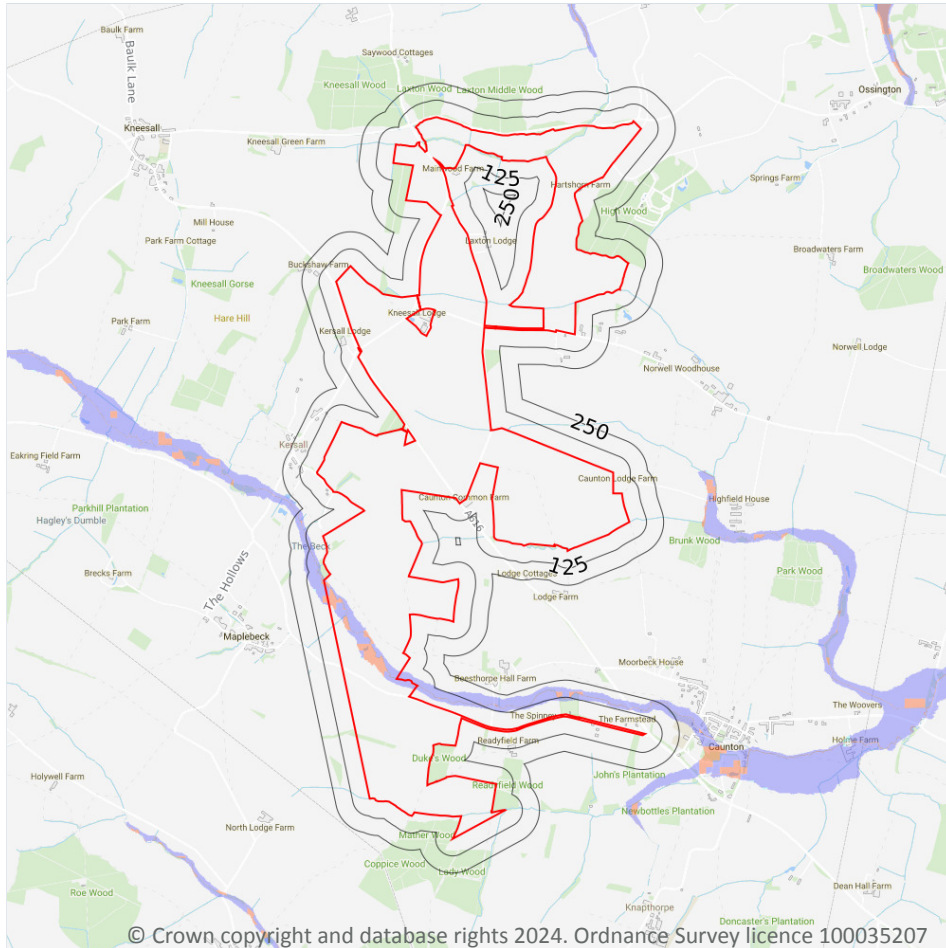 Baulk Farm
Baulk Lane
Saywood Cottages
Kneesall Wood
Laxton Wood
Laxton Middle Wood
Ossington
Kneesall
Kneesall Green Farm
125
Hartshorn Farm
Springs Farm
250
High Wood
Mill House
Park Farm Cottage
Laxton Lodge
Broadwaters Farm
Buckshaw Farm
Broadwaters Wood
Kneesall Gorse
Kneesall Lodge
Hare Hill
Park Farm
Kersall Lodge
Norwell Lodge
Norwell Woodhouse
250
Kersall
Eakring Field Farm
Caunton Lodge Farm
Caunton Common Farm
Highfield House
Parkhill Plantation
Hagley's Dumble
A616
The Beck
Brunk Wood
125
Brecks Farm
The Hollows
Lodge Cottages
Park Wood
Lodge Farm
Maplebeck
Moorbeck House
Beesthorpe Hall Farm
The Woovers
The Spinney
The Farmstead
Readyfield Farm
Caunton
Holme Farm
Duke's Wood
Holywell Farm
John's Plantation
Readyfield Wood
Newbottles Plantation
North Lodge Farm
Mather Wood
Coppice Wood
Lady Wood
Roe Wood
Dean Hall Farm
Knapthorpe
Doncaster's Plantation
© Crown copyright and database rights 2024. Ordnance Survey licence 100035207